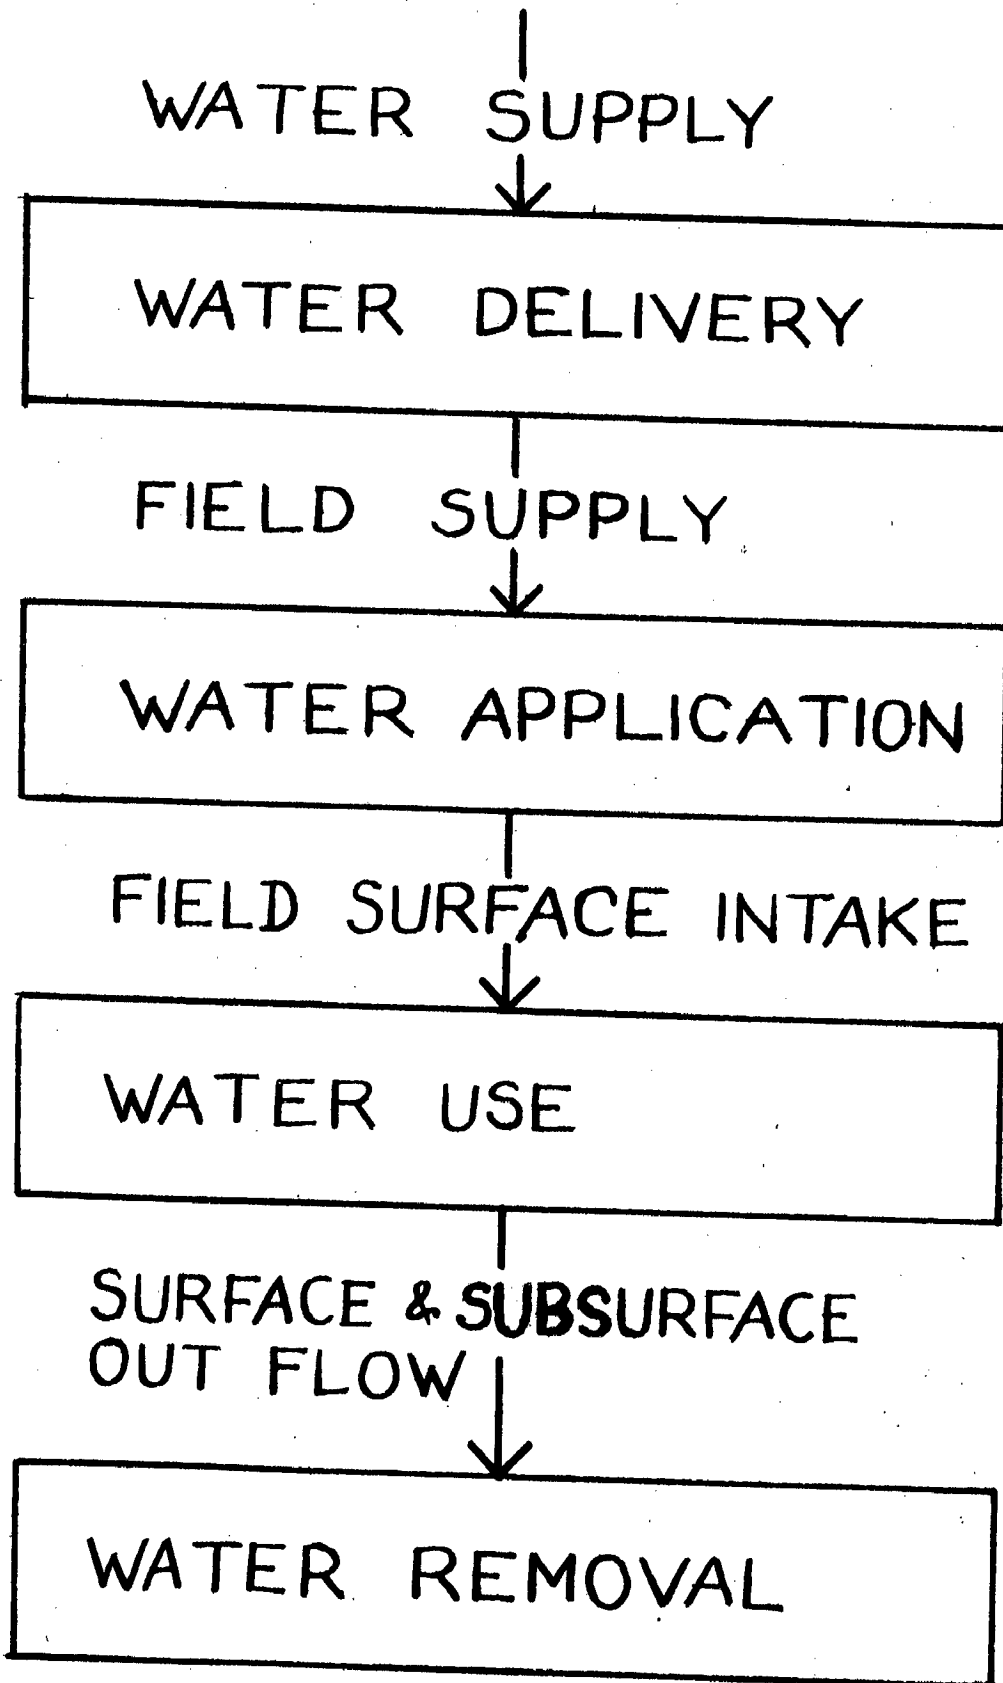 WATER SUPPLY
WATER DELIVERY
FIELD SUPPLY
WATER APPLICATION
FIELD SURFACE INTAKE
WATER USE
SURFACE & SUBSURFACE
OUT FLOW
WATER REMOVAL